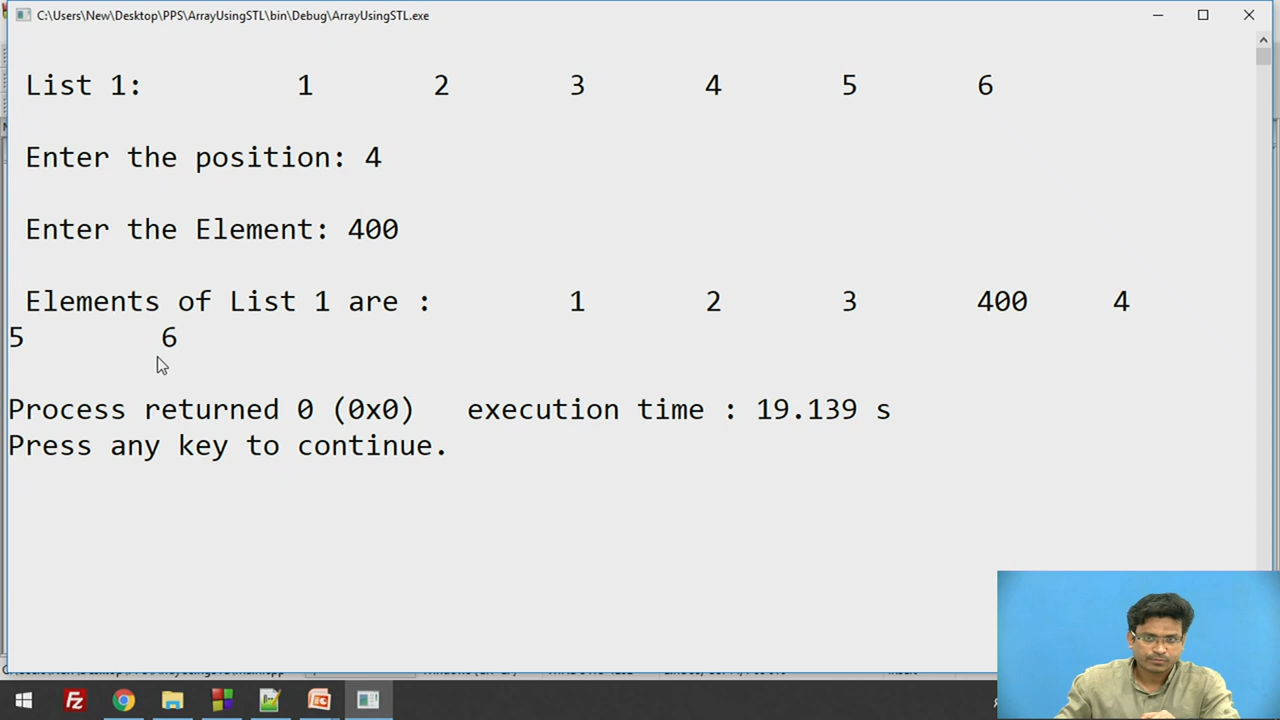 C:\Users\New\Desktop\PPS\ArrayUsingSTL\bin\Debug\ArrayUsingSTL.exe
List 1: 1 2 3 4 5 6
Enter the position: 4
Enter the Element: 400
Elements of List 1 are : 1 2 3 400 4
5 6
Process returned 0 (0x0) execution time : 19.139 s
Press any key to continue.